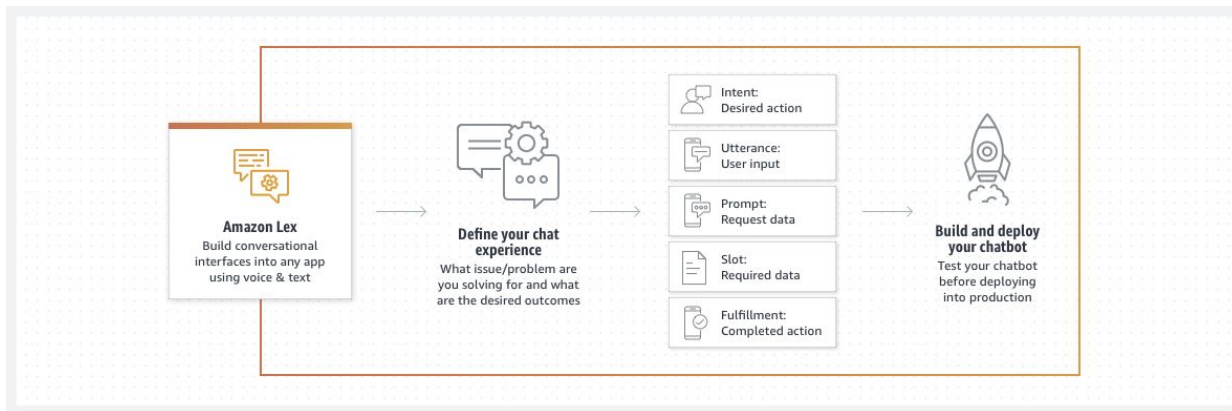 Amazon Lex
Build conversational
interfaces into any app
using voice & text
Define your chat
experience
What issue/problem are
you solving for and what
are the desired outcomes
Intent:
Desired action
Utterance:
User input
Prompt:
Request data
Slot:
Required data
Fulfillment:
Completed action
Build and deploy
your chatbot
Test your chatbot
before deploying
into production